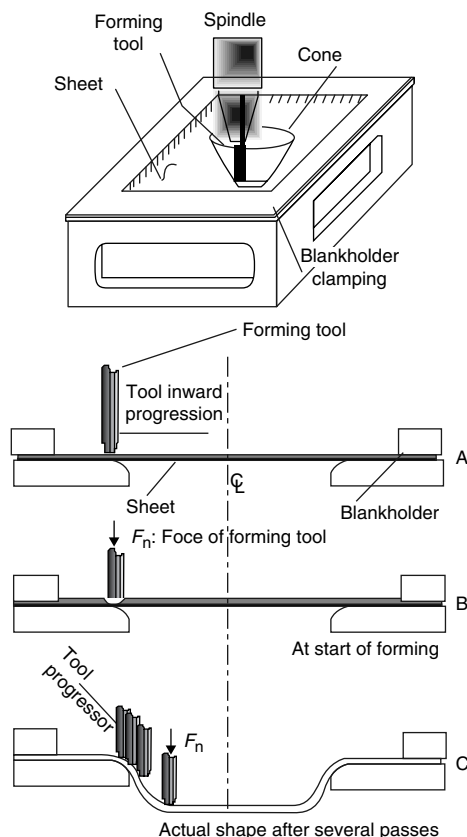 Spindle
Forming
tool
Cone
Sheet
Blankholder
clamping
Forming tool
Tool inward
progression
A
Sheet
℄
Blankholder
Fn: Foce of forming tool
B
At start of forming
Tool
progressor
Fn
C
Actual shape after several passes